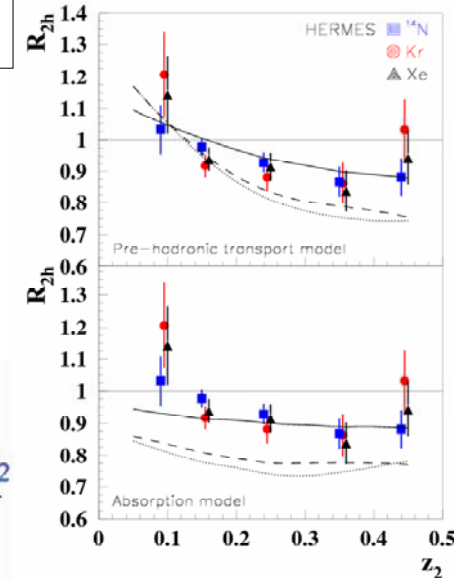 R2h
1.4
1.3
1.2
1.1
1
0.9
0.8
0.7
0.6
HERMES
¹⁴N
Kr
Xe
Pre-hadronic transport model
R2h
1.3
1.2
1.1
1
0.9
0.8
0.7
0.6
Absorption model
2
0 0.1 0.2 0.3 0.4 0.5
z2